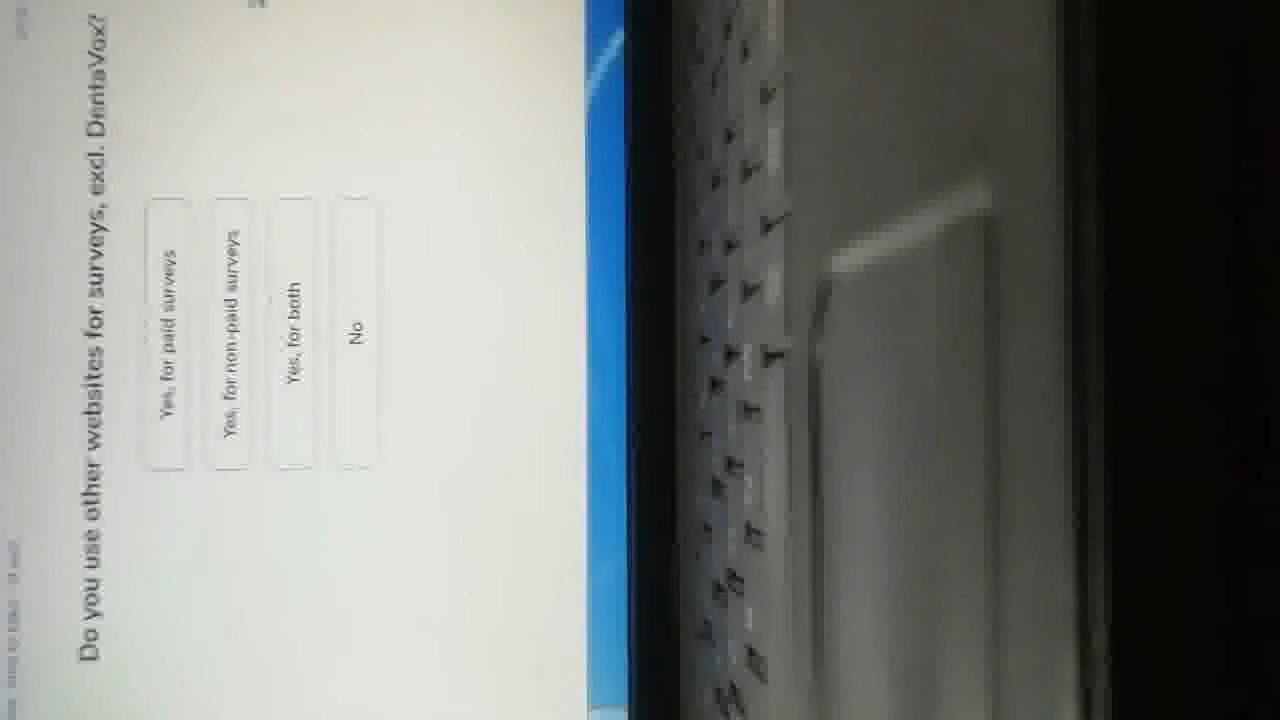 Do you use other websites for surveys, excl. DentaVox?
Yes, for paid surveys
Yes, for non-paid surveys
Yes, for both
No